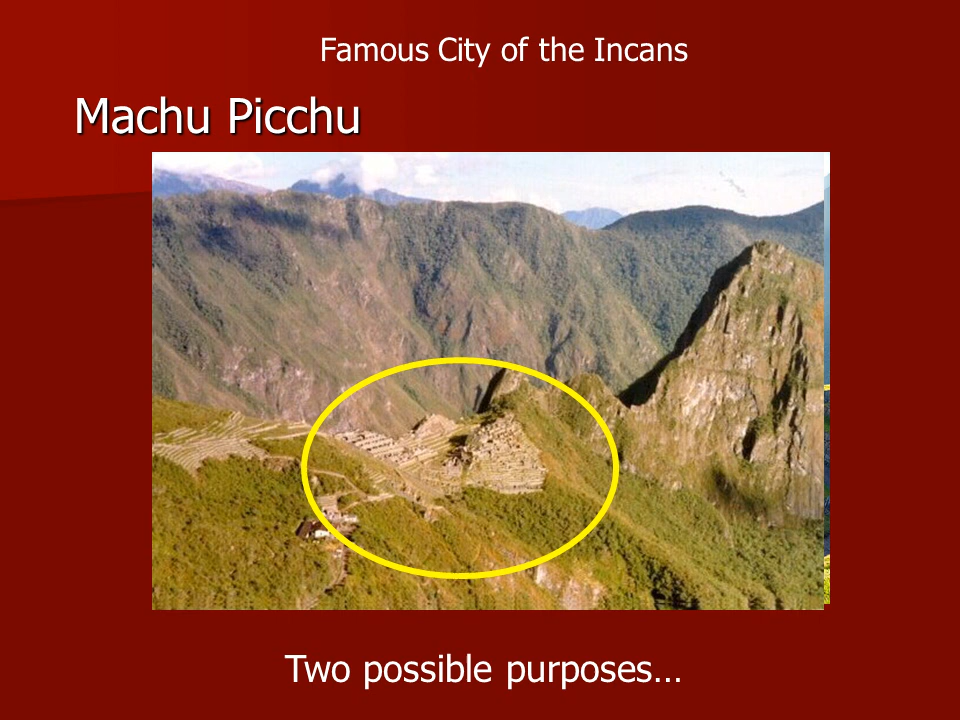 Famous City of the Incans
Machu Picchu
Two possible purposes…